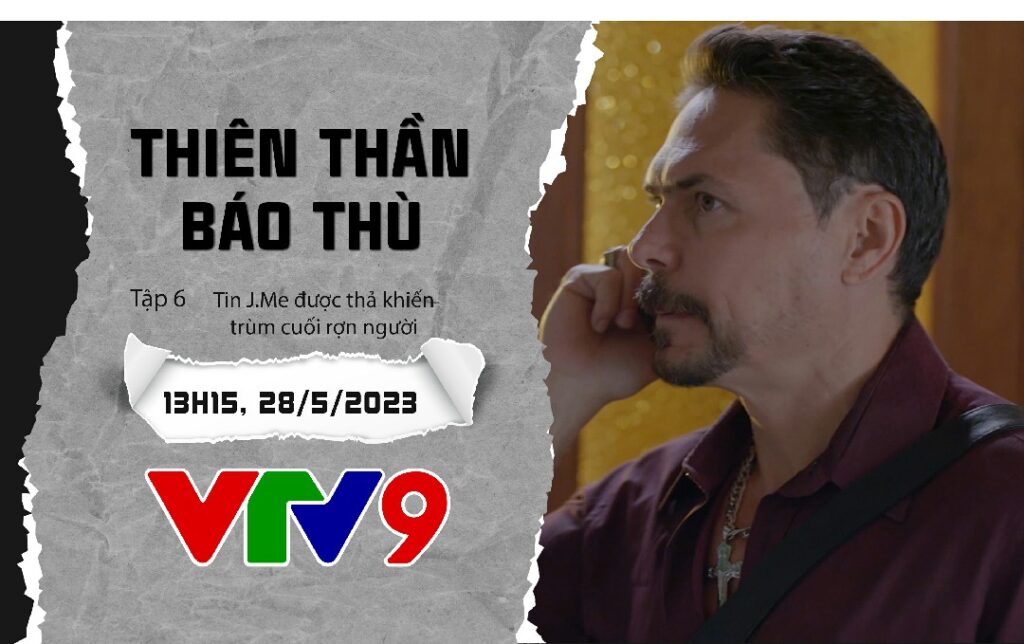 THIÊN THẦN
BÁO THÙ
Tập 6 Tin J.Me được thả khiến
trùm cuối rợn người
13H15, 28/5/2023
VTV9